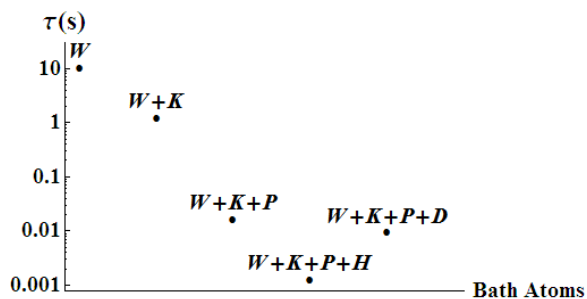 τ(s)
W
10
W+K
1
0.1
W+K+P
W+K+P+D
0.01
W+K+P+H
0.001
Bath Atoms